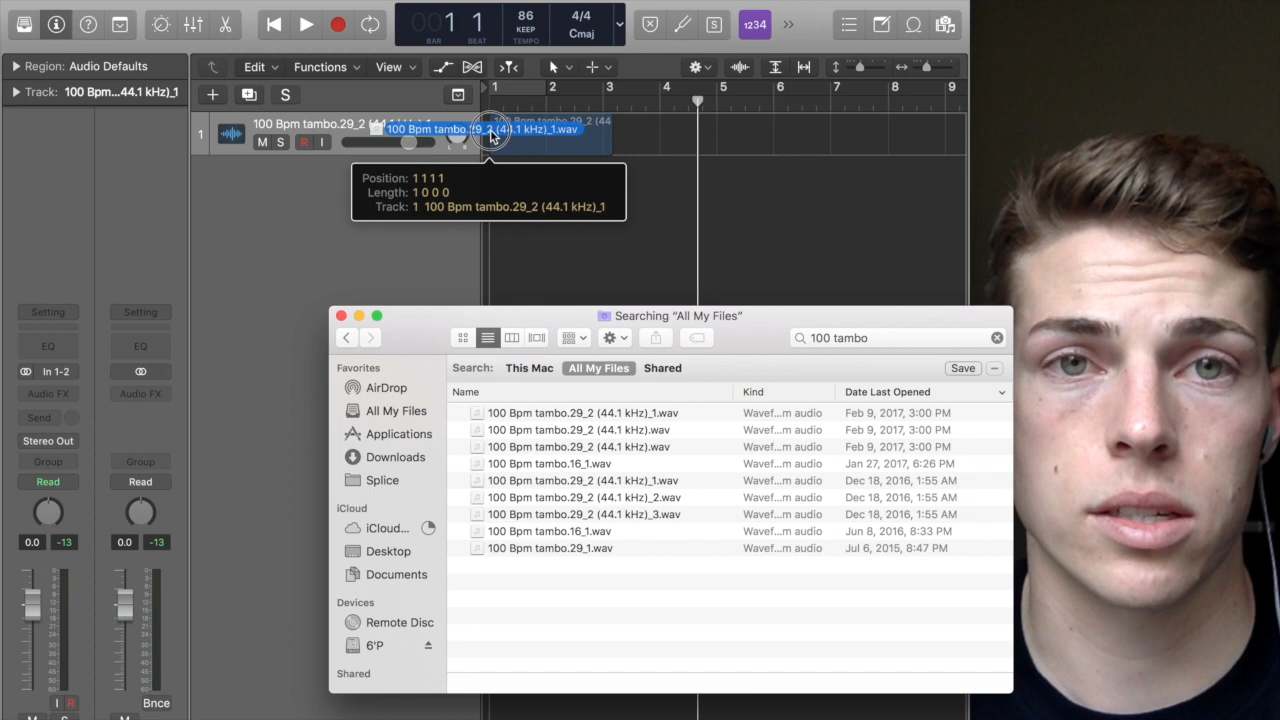 1 1
86
4/4
KEEP
Cmaj
BAR
BEAT
TEMPO
S
1234
Region: Audio Defaults
Edit
Functions
View
Track: 100 Bpm...44.1 kHz)_1
S
1 2 3 4 5 6 7 8 9
1
100 Bpm tambo.29_2 (44.1 kHz)_1.wav
M S R I
L R
Position: 1 1 1 1
Length: 1 0 0 0
Track: 1 100 Bpm tambo.29_2 (44.1 kHz)_1
Setting
Setting
EQ
EQ
In 1-2
Audio FX
Audio FX
Send
Stereo Out
Group
Group
Read
Read
0.0 -13
0.0 -13
I R
Bnce
M S
M
Searching “All My Files”
100 tambo
Search: This Mac All My Files Shared
Save
Name Kind Date Last Opened
100 Bpm tambo.29_2 (44.1 kHz)_1.wav Wavef...m audio Feb 9, 2017, 3:00 PM
100 Bpm tambo.29_2 (44.1 kHz).wav Wavef...m audio Feb 9, 2017, 3:00 PM
100 Bpm tambo.29_2 (44.1 kHz).wav Wavef...m audio Feb 9, 2017, 3:00 PM
100 Bpm tambo.16_1.wav Wavef...m audio Jan 27, 2017, 6:26 PM
100 Bpm tambo.29_2 (44.1 kHz)_1.wav Wavef...m audio Dec 18, 2016, 1:55 AM
100 Bpm tambo.29_2 (44.1 kHz)_2.wav Wavef...m audio Dec 18, 2016, 1:55 AM
100 Bpm tambo.29_2 (44.1 kHz)_3.wav Wavef...m audio Dec 18, 2016, 1:55 AM
100 Bpm tambo.16_1.wav Wavef...m audio Jun 8, 2016, 8:33 PM
100 Bpm tambo.29_1.wav Wavef...m audio Jul 6, 2015, 8:47 PM
Favorites
AirDrop
All My Files
Applications
Downloads
Splice
iCloud
iCloud...
Desktop
Documents
Devices
Remote Disc
6'P
Shared